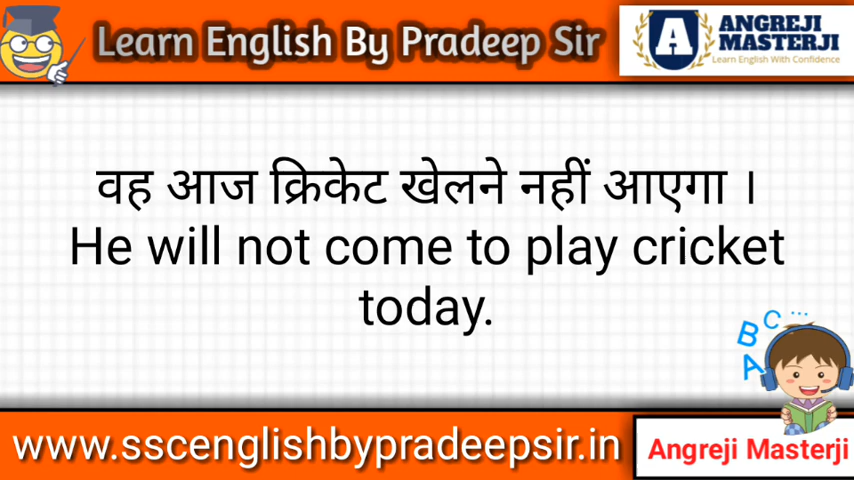 Learn English By Pradeep Sir
A
ANGREJI
MASTERJI
Learn English With Confidence
वह आज क्रिकेट खेलने नहीं आएगा ।
He will not come to play cricket
today.
A B C ...
www.sscenglishbypradeepsir.in
Angreji Masterji